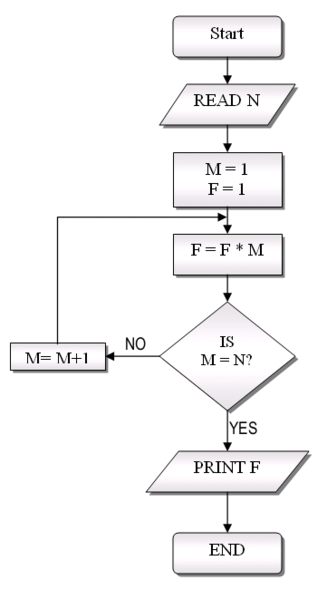 Start
READ N
M = 1
F = 1
F = F * M
IS
M = N?
NO
M= M+1
YES
PRINT F
END